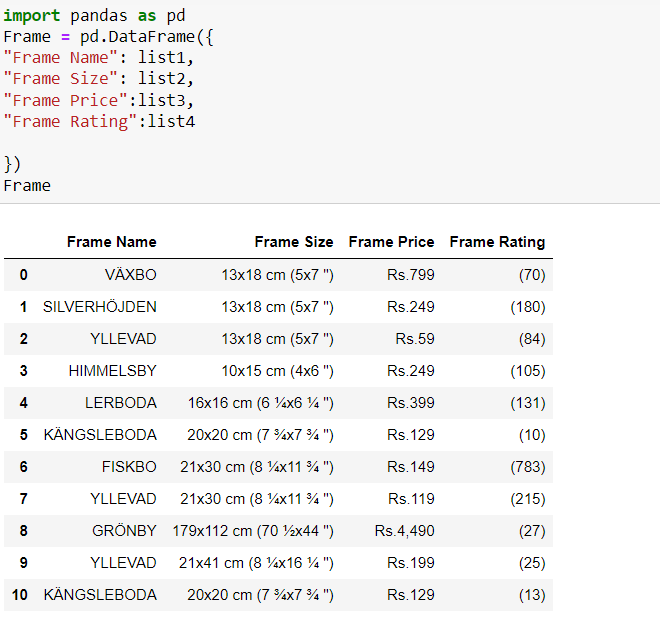 import pandas as pd
Frame = pd.DataFrame({
"Frame Name": list1,
"Frame Size": list2,
"Frame Price":list3,
"Frame Rating":list4
})
Frame
Frame Name Frame Size Frame Price Frame Rating
0 VÄXBO 13x18 cm (5x7 ") Rs.799 (70)
1 SILVERHÖJDEN 13x18 cm (5x7 ") Rs.249 (180)
2 YLLEVAD 13x18 cm (5x7 ") Rs.59 (84)
3 HIMMELSBY 10x15 cm (4x6 ") Rs.249 (105)
4 LERBODA 16x16 cm (6 ¼x6 ¼ ") Rs.399 (131)
5 KÄNGSLEBODA 20x20 cm (7 ¾x7 ¾ ") Rs.129 (10)
6 FISKBO 21x30 cm (8 ¼x11 ¾ ") Rs.149 (783)
7 YLLEVAD 21x30 cm (8 ¼x11 ¾ ") Rs.119 (215)
8 GRÖNBY 179x112 cm (70 ½x44 ") Rs.4,490 (27)
9 YLLEVAD 21x41 cm (8 ¼x16 ¼ ") Rs.199 (25)
10 KÄNGSLEBODA 20x20 cm (7 ¾x7 ¾ ") Rs.129 (13)